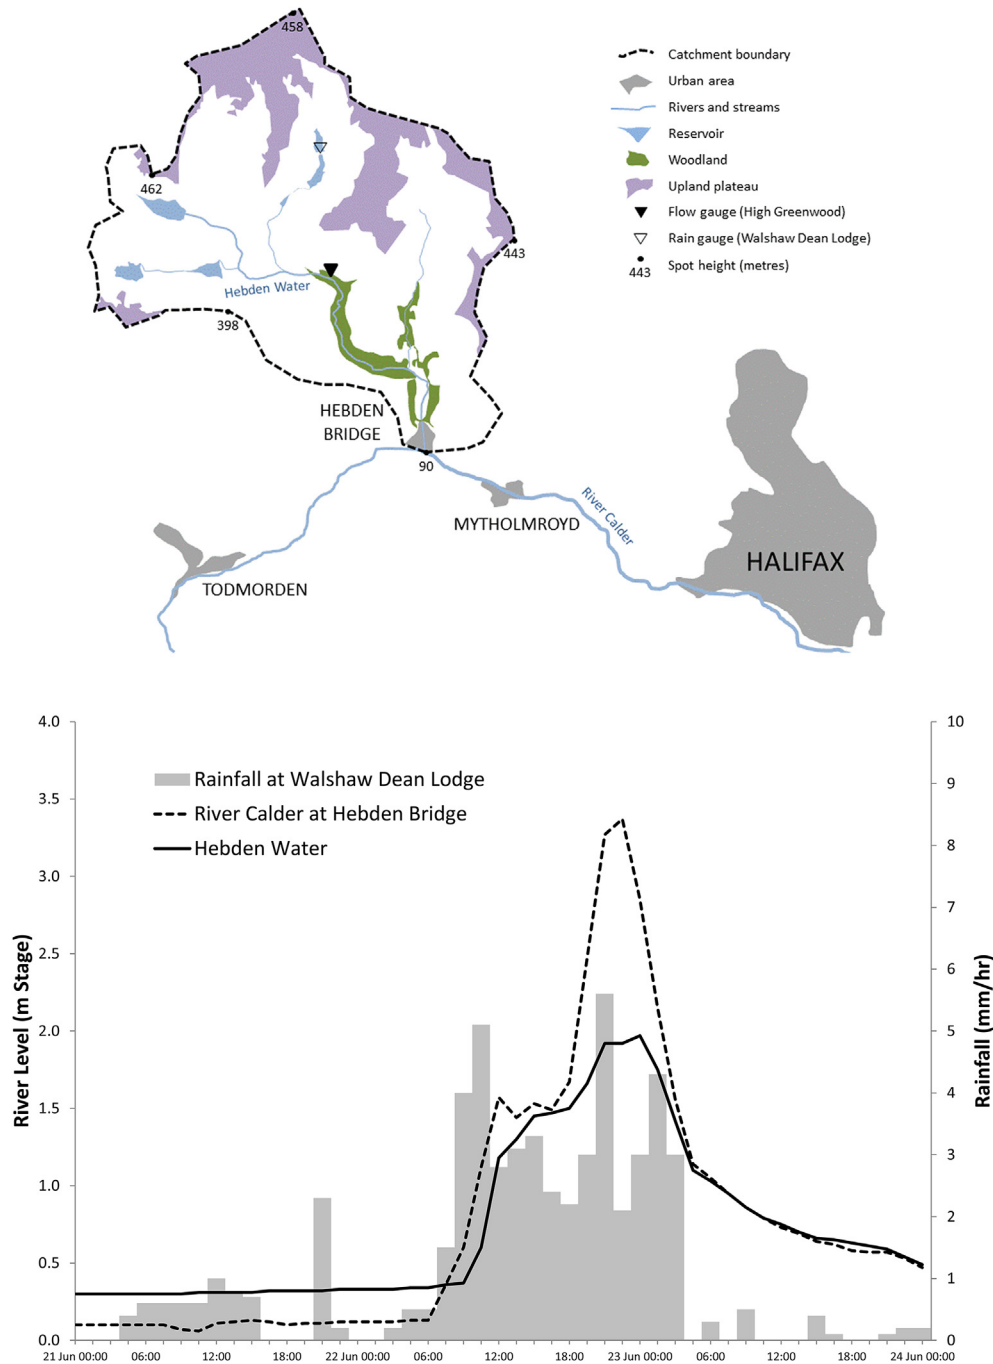 458
Catchment boundary
Urban area
Rivers and streams
Reservoir
Woodland
Upland plateau
Flow gauge (High Greenwood)
Rain gauge (Walshaw Dean Lodge)
443 Spot height (metres)
462
443
Hebden Water
398
HEBDEN
BRIDGE
90
MYTHOLMROYD
River Calder
HALIFAX
TODMORDEN
4.0
3.5
3.0
2.5
2.0
1.5
1.0
0.5
0.0
River Level (m Stage)
Rainfall at Walshaw Dean Lodge
River Calder at Hebden Bridge
Hebden Water
10
9
8
7
6
5
4
3
2
1
0
Rainfall (mm/hr)
21 Jun 00:00 06:00 12:00 18:00 22 Jun 00:00 06:00 12:00 18:00 23 Jun 00:00 06:00 12:00 18:00 24 Jun 00:00